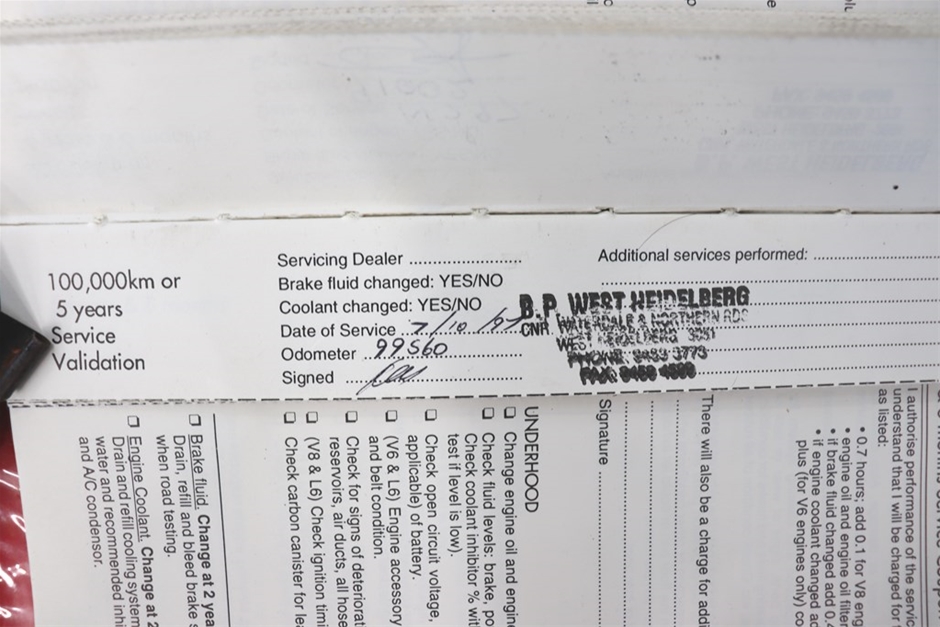 100,000km or
5 years
Service
Validation
Servicing Dealer
Brake fluid changed: YES/NO
Coolant changed: YES/NO
Date of Service 7/10/97
Odometer 99560
Signed
Additional services performed:
B.P. WEST HEIDELBERG
CNR WATERDALE & NORTHERN RDS
WEST HEIDELBERG 3081
PHONE: 9459 3773
FAX:
I authorise performance of the servic
understand that I will be charged for
as listed:
• 0.7 hours; add 0.1 for V8 eng
• engine oil and engine oil filter
• if brake fluid changed add 0.
• if engine coolant changed ad
plus (for V6 engines only) co
There will also be a charge for addi
Signature
UNDERHOOD
❑ Change engine oil and engin
❑ Check fluid levels: brake, po
Check coolant inhibitor % wit
test if level is low).
❑ Check open circuit voltage,
applicable) of battery.
❑ (V6 & L6) Engine accessory
and belt condition.
❑ Check for signs of deteriorat
reservoirs, air ducts, all hose
❑ (V8 & L6) Check ignition timi
❑ Check carbon canister for lea
❑ Brake fluid. Change at 2 yea
Drain, refill and bleed brake s
when road testing.
❑ Engine Coolant. Change at 2
Drain and refill cooling system
water and recommended inhi
and A/C condensor.